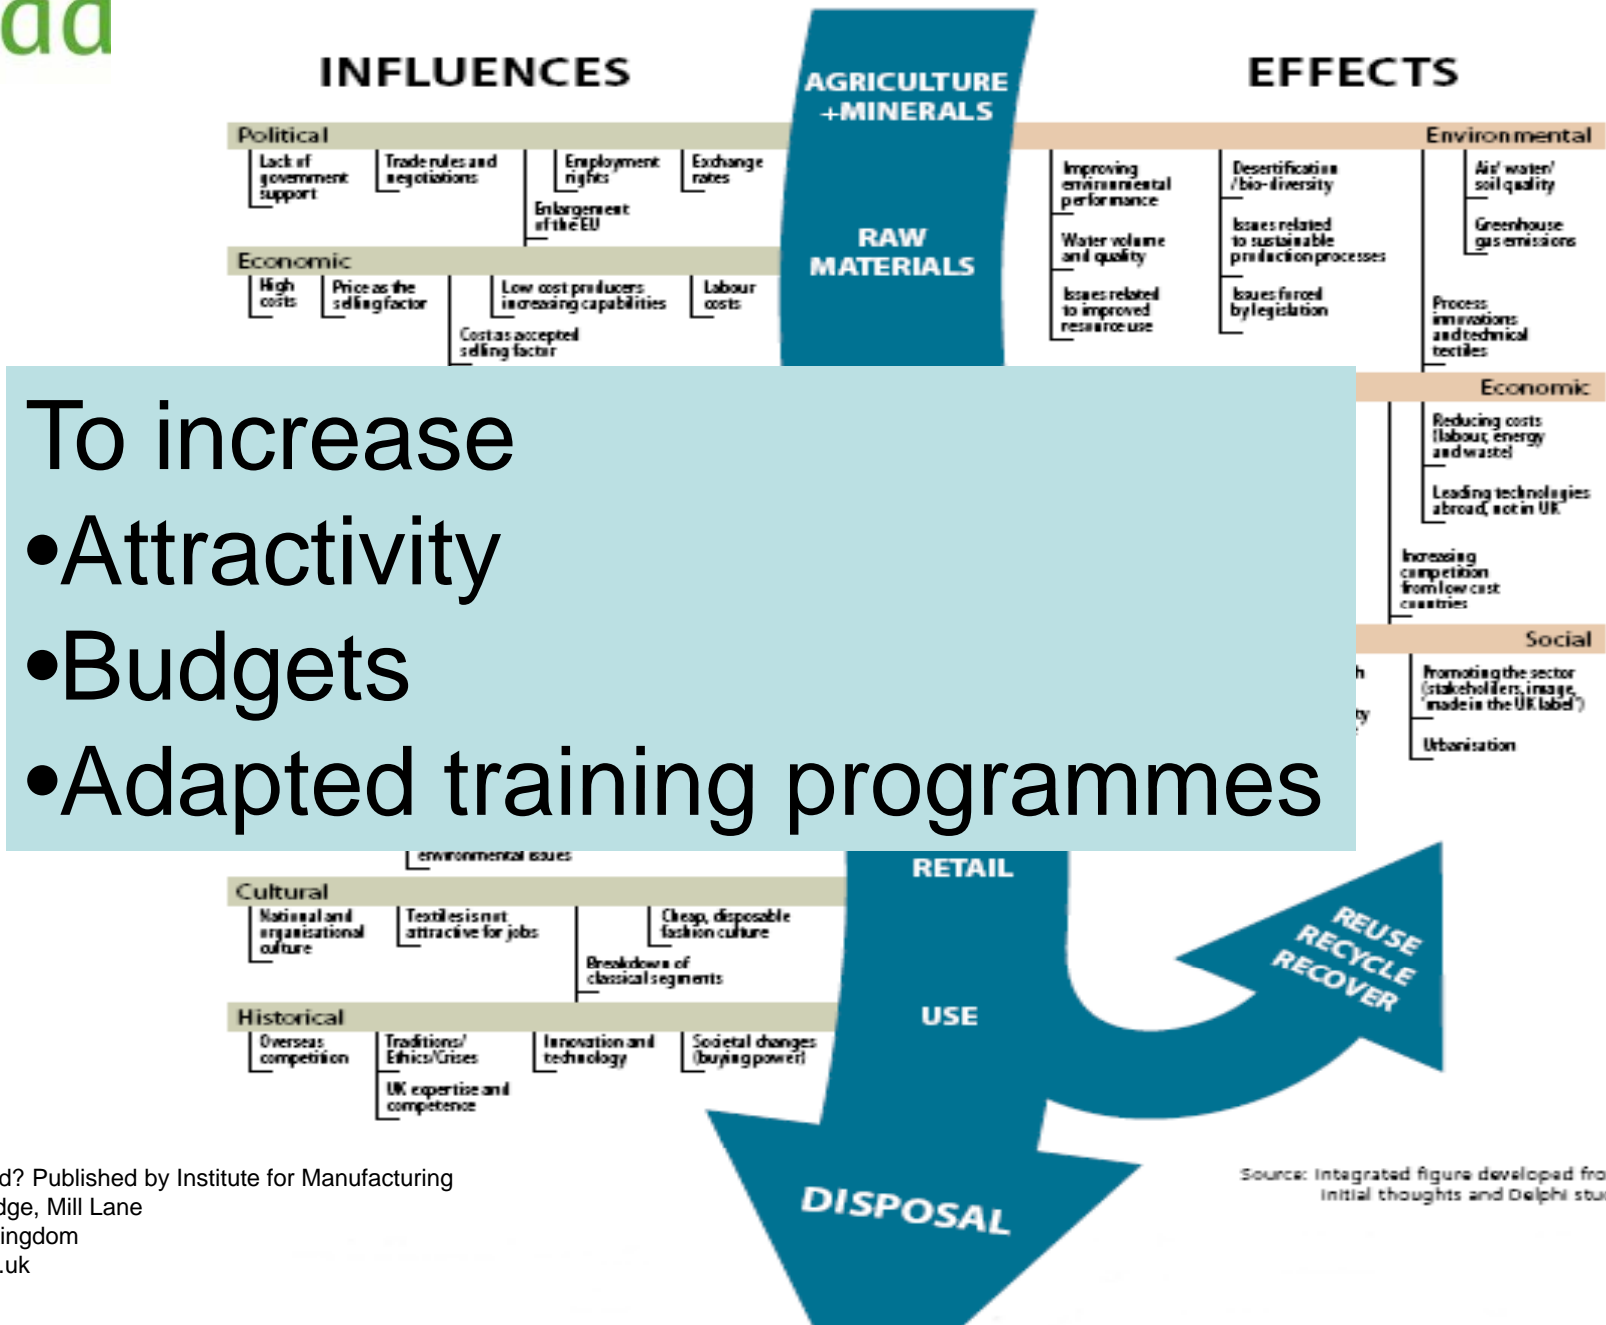 INFLUENCES
EFFECTS
AGRICULTURE
+MINERALS
RAW
MATERIALS
Political
Lack of
government
support
Trade rules and
negotiations
Employment
rights
Enlargement
of the EU
Exchange
rates
Economic
High
costs
Price as the
selling factor
Low cost producers
increasing capabilities
Labour
costs
Cost as accepted
selling factor
Environmental
Improving
environmental
performance
Water volume
and quality
Issues related
to improved
resource use
Desertification
/bio-diversity
Issues related
to sustainable
production processes
Issues forced
by legislation
Air/ water/
soil quality
Greenhouse
gas emissions
Process
innovations
and technical
textiles
Economic
Reducing costs
(labour, energy
and waste)
Leading technologies
abroad, not in UK
Increasing
competition
from low cost
countries
Social
Promoting the sector
(stakeholders, image,
"made in the UK label")
Urbanisation
To increase
•Attractivity
•Budgets
•Adapted training programmes
environmental issues
Cultural
National and
organisational
culture
Textiles is not
attractive for jobs
Cheap, disposable
fashion culture
Breakdown of
classical segments
Historical
Overseas
competition
Traditions/
Ethics/Crises
UK expertise and
competence
Innovation and
technology
Societal changes
(buying power)
RETAIL
USE
REUSE
RECYCLE
RECOVER
DISPOSAL
d? Published by Institute for Manufacturing
dge, Mill Lane
ingdom
.uk
Source: Integrated figure developed fro
initial thoughts and Delphi stu